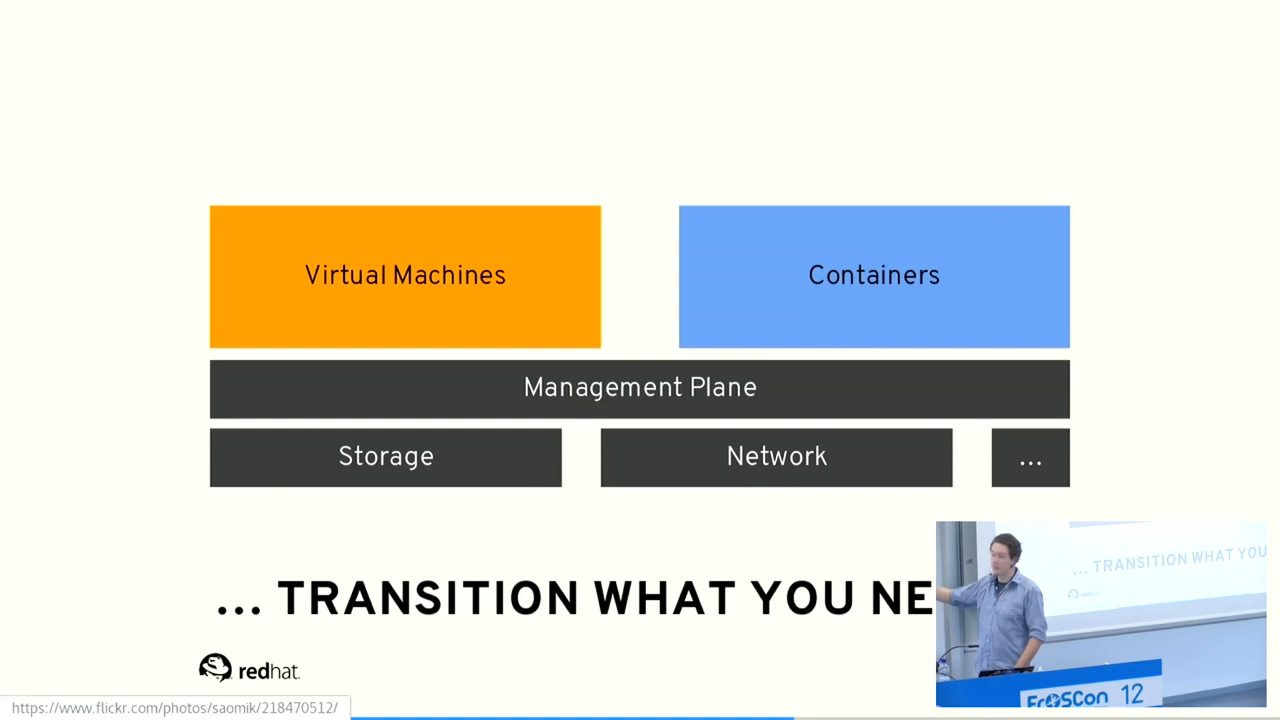 Virtual Machines
Containers
Management Plane
Storage
Network
...
... TRANSITION WHAT YOU NE
... TRANSITION WHAT YOU
redhat
redhat.
FrOSCon 12
https://www.flickr.com/photos/saomik/218470512/